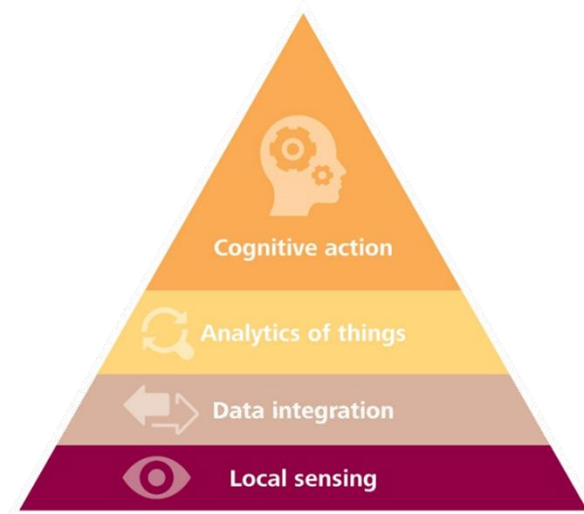 Cognitive action
Analytics of things
Data integration
Local sensing